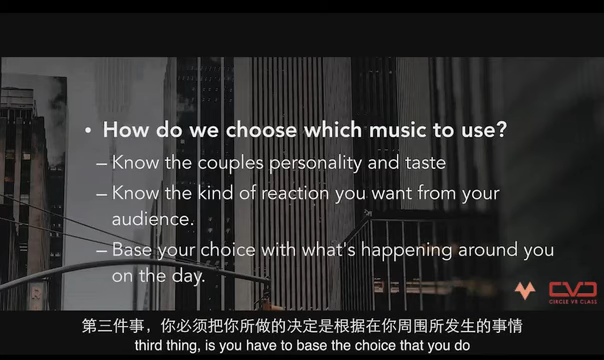 • How do we choose which music to use?
– Know the couples personality and taste
– Know the kind of reaction you want from your
audience.
– Base your choice with what's happening around you
on the day.
CVC
CIRCLE VR CLASS
第三件事，你必须把你所做的决定是根据在你周围所发生的事情
third thing, is you have to base the choice that you do